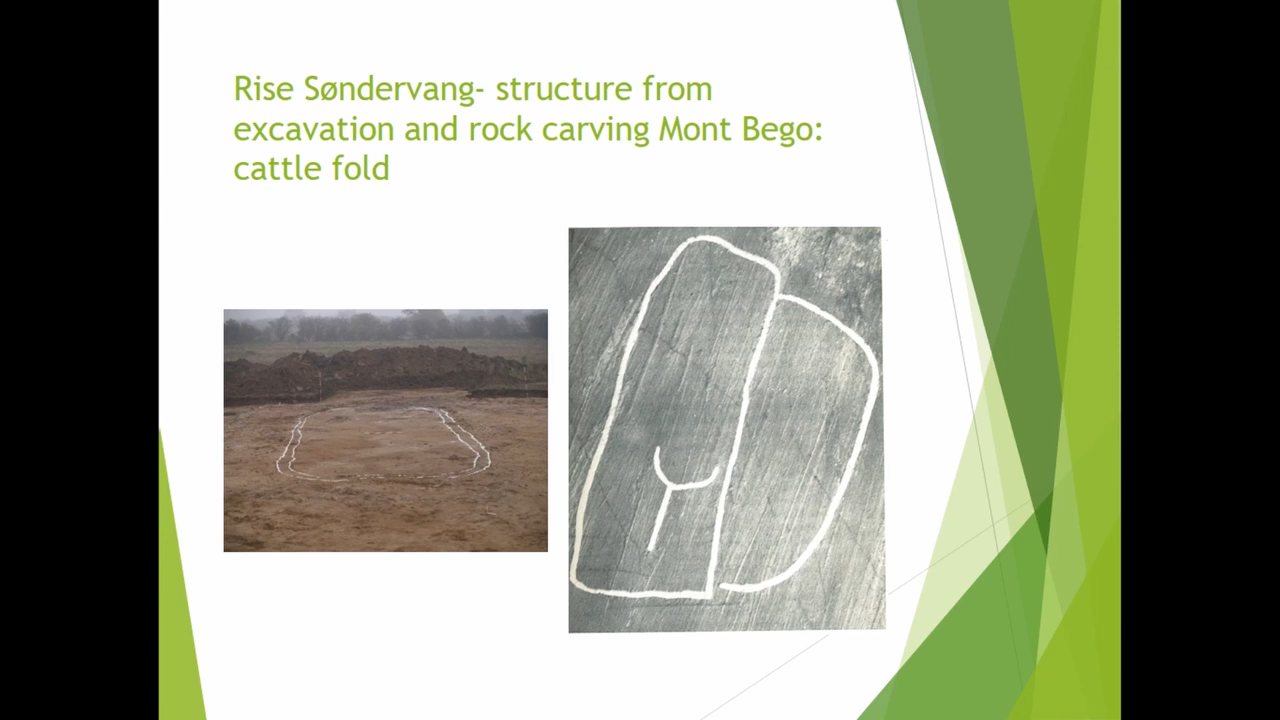 Rise Søndervang- structure from
excavation and rock carving Mont Bego:
cattle fold